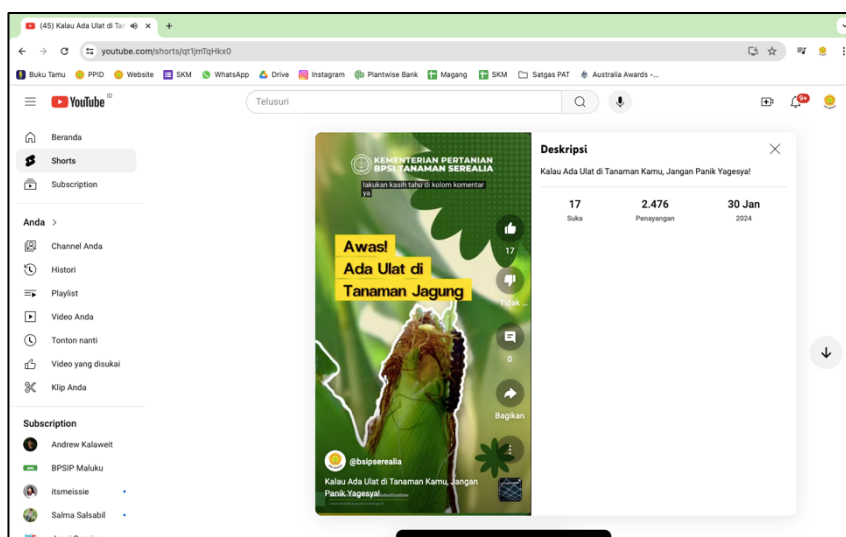 (45) Kalau Ada Ulat di Tan
youtube.com/shorts/qt1jmTqHkx0
Buku Tamu PPID Website SKM WhatsApp Drive Instagram Plantwise Bank Magang SKM Satgas PAT Australia Awards -...
YouTube ID
Telusuri
9+
Beranda
Shorts
Subscription
Anda >
Channel Anda
Histori
Playlist
Video Anda
Tonton nanti
Video yang disukai
Klip Anda
Subscription
Andrew Kalaweit
BPSIP Maluku
itsmeissie
Salma Salsabil
KEMENTERIAN PERTANIAN
BPSI TANAMAN SEREALIA
lakukan kasih tahu di kolom komentar
ya
Awas!
Ada Ulat di
Tanaman Jagung
17
Tidak ...
0
Bagikan
@bsipserealia
Kalau Ada Ulat di Tanaman Kamu, Jangan
Panik Yagesya!
Deskripsi
Kalau Ada Ulat di Tanaman Kamu, Jangan Panik Yagesya!
17 2.476 30 Jan
Suka Penayangan 2024